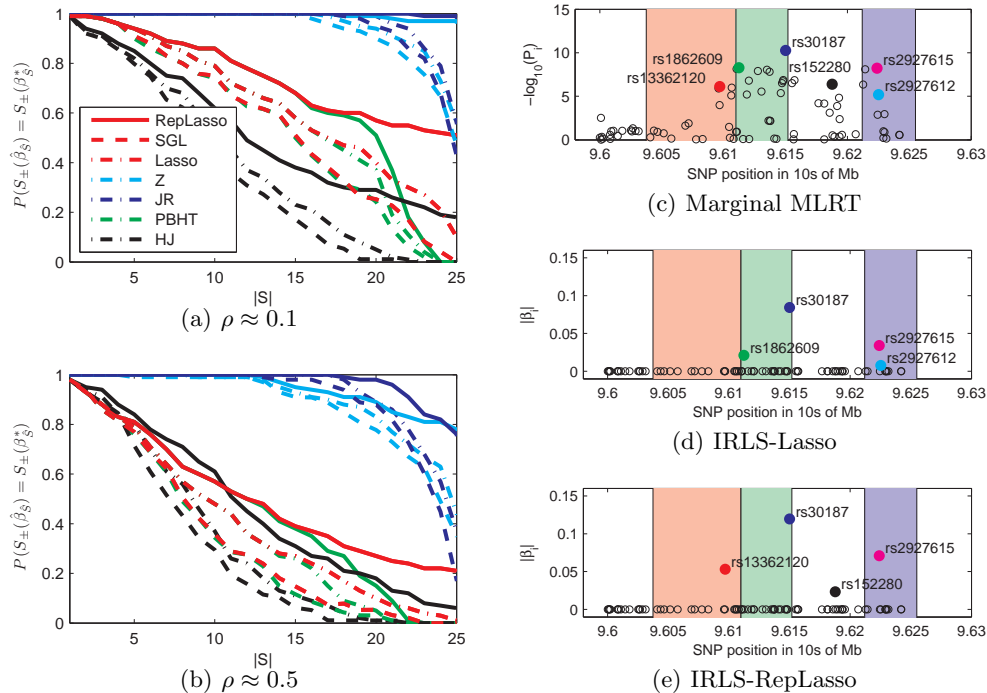 P(S±(β̂_Ŝ) = S±(β*_Ŝ)
1
0.8
0.6
0.4
0.2
0
RepLasso
SGL
Lasso
Z
JR
PBHT
HJ
5 10 15 20 25
|S|
(a) ρ ≈ 0.1
P(S±(β̂_Ŝ) = S±(β*_Ŝ)
1
0.8
0.6
0.4
0.2
0
5 10 15 20 25
|S|
(b) ρ ≈ 0.5
−log10(Pi)
15
10
5
0
rs30187
rs1862609
rs13362120
rs152280
rs2927615
rs2927612
9.6 9.605 9.61 9.615 9.62 9.625 9.63
SNP position in 10s of Mb
(c) Marginal MLRT
|βi|
0.15
0.1
0.05
0
rs30187
rs1862609
rs2927615
rs2927612
9.6 9.605 9.61 9.615 9.62 9.625 9.63
SNP position in 10s of Mb
(d) IRLS-Lasso
|βi|
0.15
0.1
0.05
0
rs30187
rs13362120
rs2927615
rs152280
9.6 9.605 9.61 9.615 9.62 9.625 9.63
SNP position in 10s of Mb
(e) IRLS-RepLasso